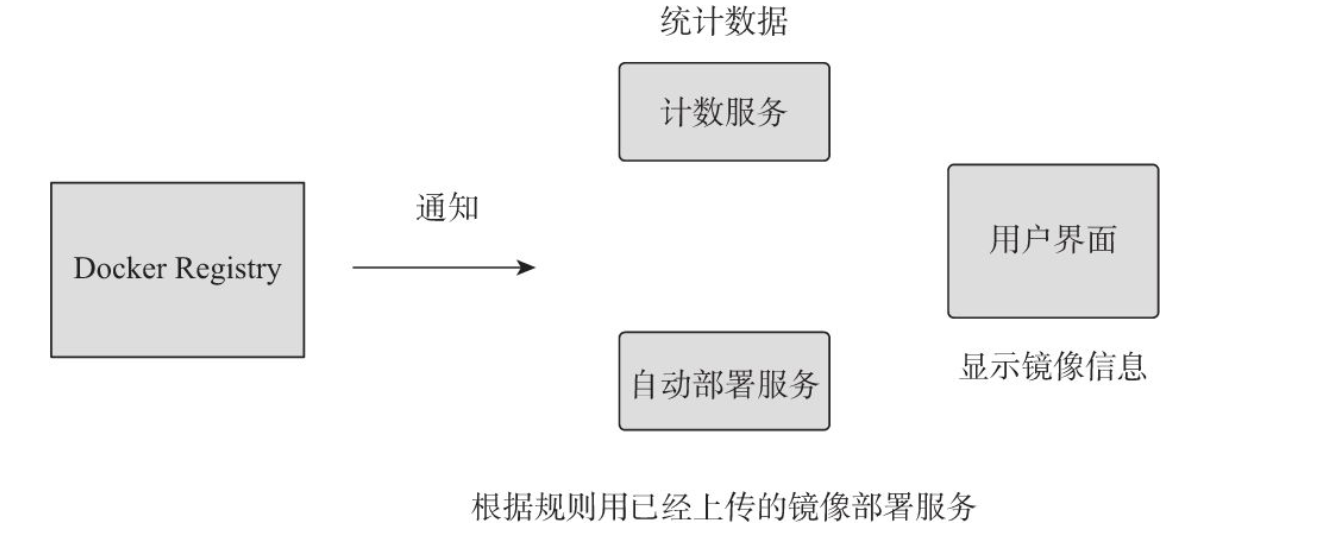 统计数据
计数服务
通知
Docker Registry
用户界面
显示镜像信息
自动部署服务
根据规则用已经上传的镜像部署服务